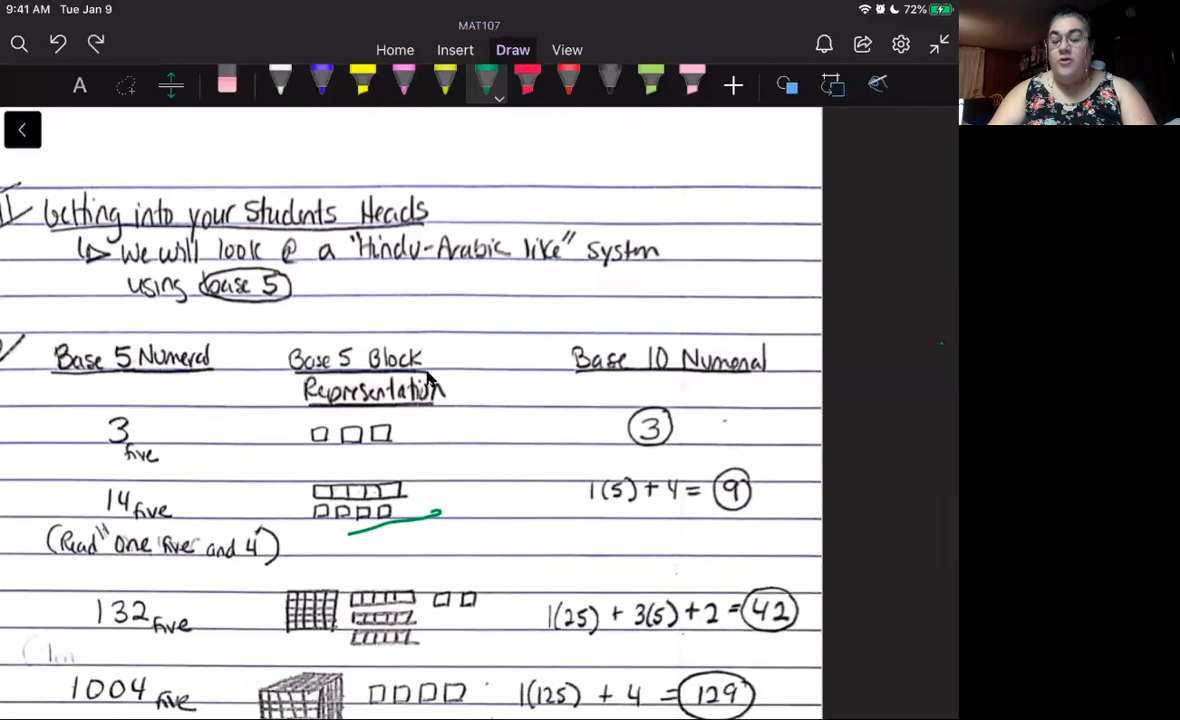 9:41 AM Tue Jan 9
72%
MAT107
Home Insert Draw View
Getting into your Students Heads
We will look @ a "Hindu-Arabic like" system
using base 5
Base 5 Numeral Base 5 Block Base 10 Numeral
Representation
3five 3
14five 1(5) + 4 = 9
(Read "one five and 4")
132five 1(25) + 3(5) + 2 = 42
1004five 1(125) + 4 = 129